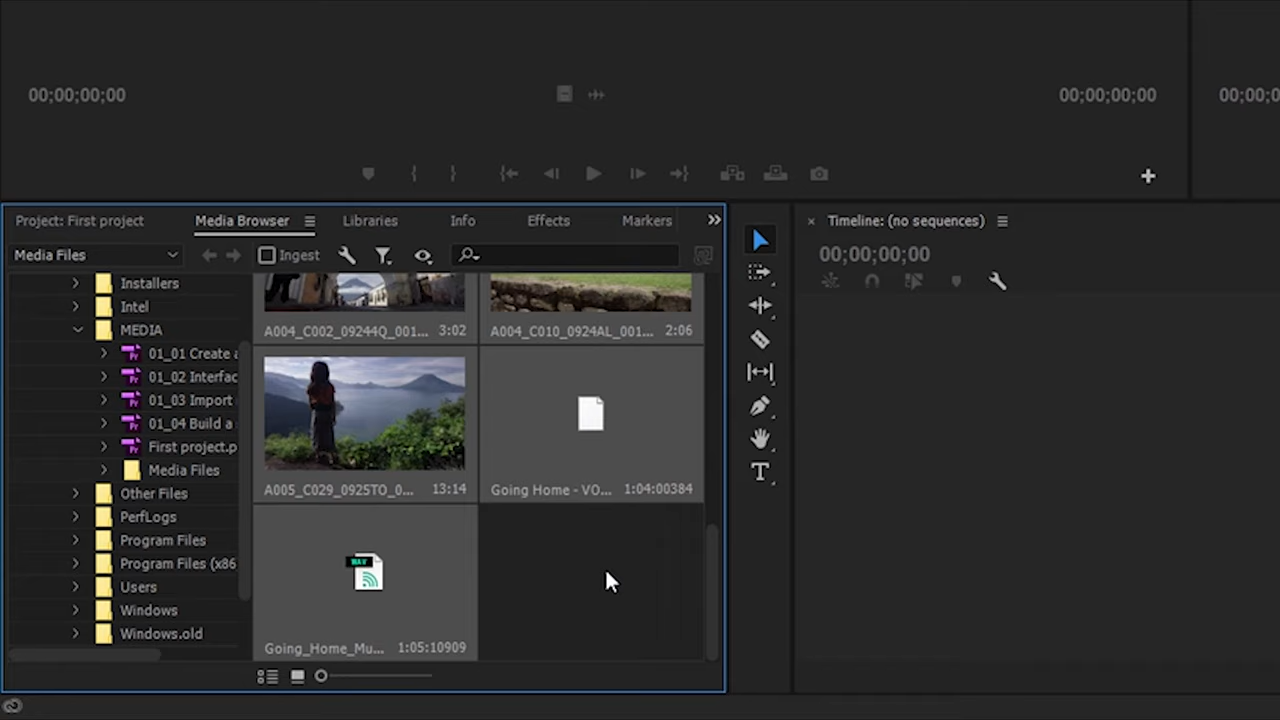 00;00;00;00
00;00;00;00
00;00;0
Project: First project
Media Browser
Libraries
Info
Effects
Markers
Timeline: (no sequences)
Media Files
Ingest
00;00;00;00
Installers
Intel
MEDIA
01_01 Create a
01_02 Interfac
01_03 Import
01_04 Build a
First project.p
Media Files
Other Files
PerfLogs
Program Files
Program Files (x86
Users
Windows
Windows.old
A004_C002_09244Q_001... 3:02
A004_C010_0924AL_001... 2:06
A005_C029_0925TO_0... 13:14
Going Home - VO... 1:04:00384
WAV
Going_Home_Mu... 1:05:10909